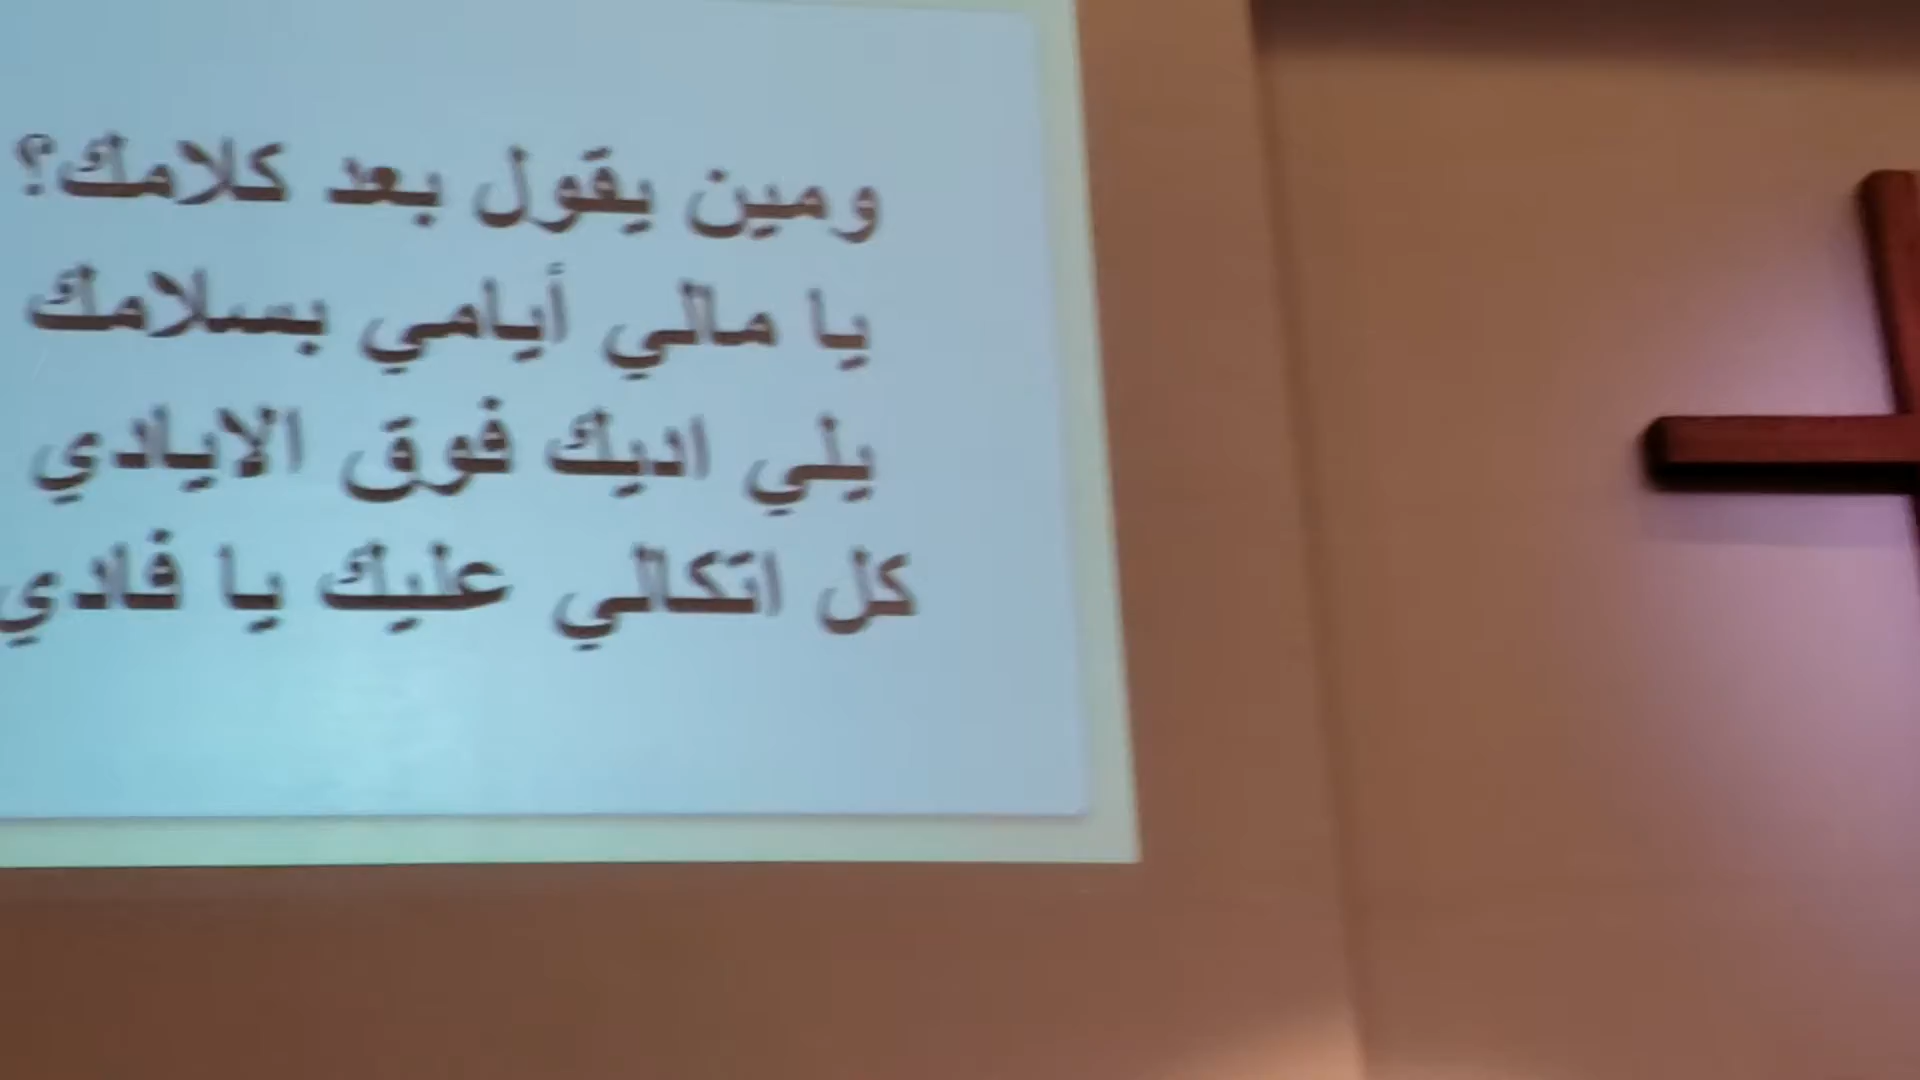 ومين يقول بعد كلامك؟
يا مالي أيامي بسلامك
يلي اديك فوق الايادي
كل اتكالي عليك يا فادي